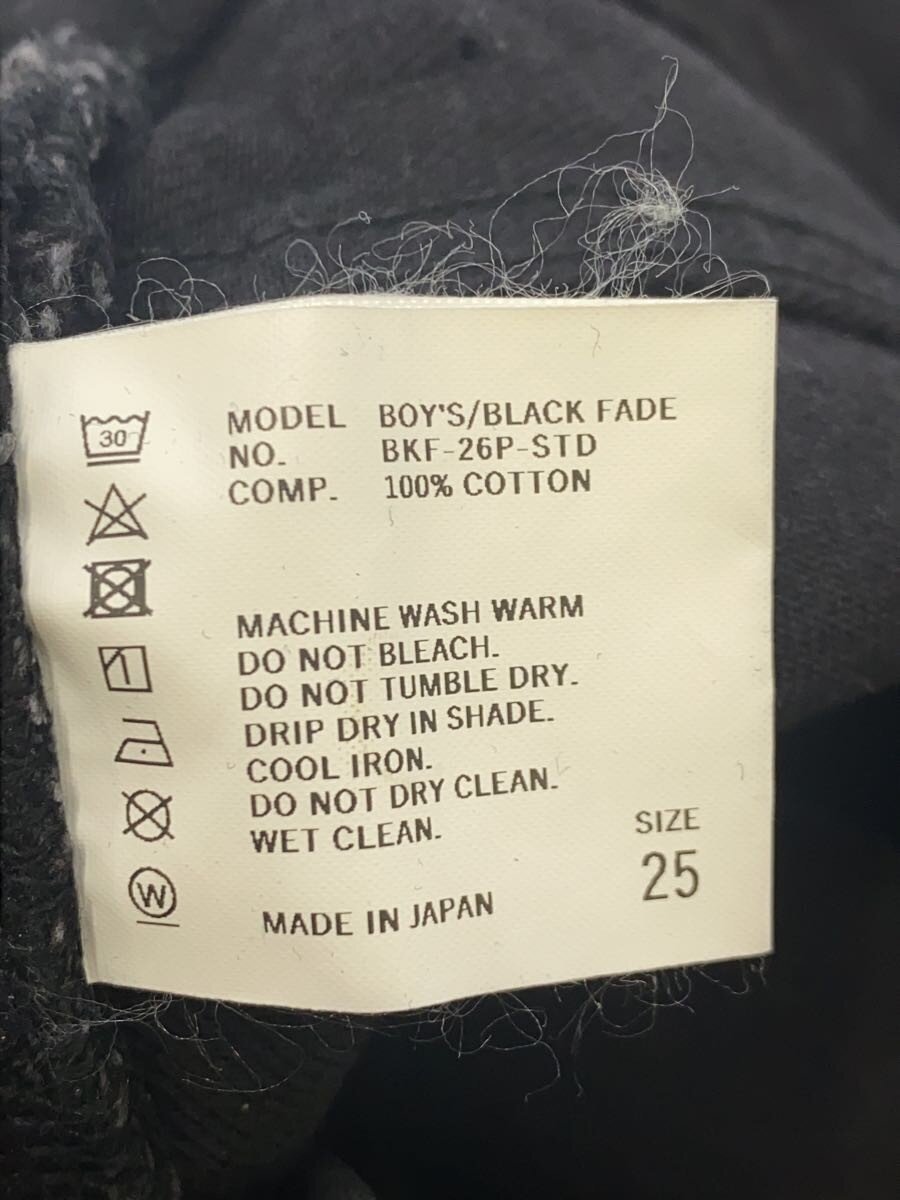 30
MODEL BOY'S/BLACK FADE
NO. BKF-26P-STD
COMP. 100% COTTON
MACHINE WASH WARM
DO NOT BLEACH.
DO NOT TUMBLE DRY.
DRIP DRY IN SHADE.
COOL IRON.
DO NOT DRY CLEAN.
WET CLEAN.
W
SIZE
25
MADE IN JAPAN